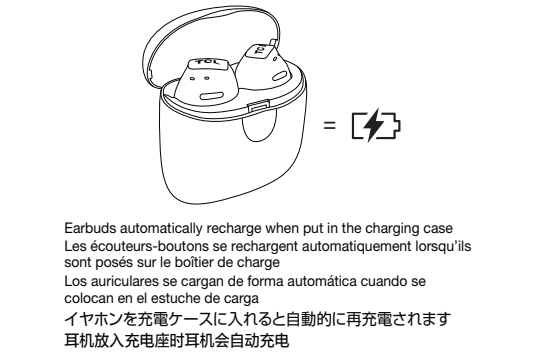 TCL
TCL
=
Earbuds automatically recharge when put in the charging case
Les écouteurs-boutons se rechargent automatiquement lorsqu'ils
sont posés sur le boîtier de charge
Los auriculares se cargan de forma automática cuando se
colocan en el estuche de carga
イヤホンを充電ケースに入れると自動的に再充電されます
耳机放入充电座时耳机会自动充电